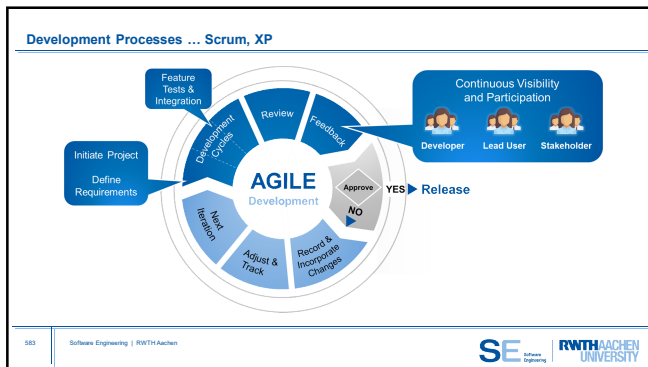 Development Processes … Scrum, XP
Feature
Tests &
Integration
Initiate Project
Define
Requirements
Development
Cycles
Review
Feedback
Continuous Visibility
and Participation
Developer
Lead User
Stakeholder
AGILE
Development
Approve
YES
Release
NO
Record &
Incorporate
Changes
Adjust &
Track
Next
Iteration
583
Software Engineering | RWTH Aachen
SE
Software
Engineering
RWTHAACHEN
UNIVERSITY